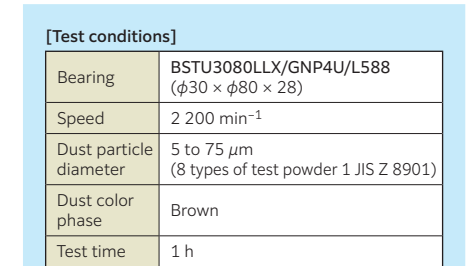 [Test conditions]
Bearing
BSTU3080LLX/GNP4U/L588
(ϕ30 × ϕ80 × 28)
Speed
2 200 min⁻¹
Dust particle
diameter
5 to 75 μm
(8 types of test powder 1 JIS Z 8901)
Dust color
phase
Brown
Test time
1 h